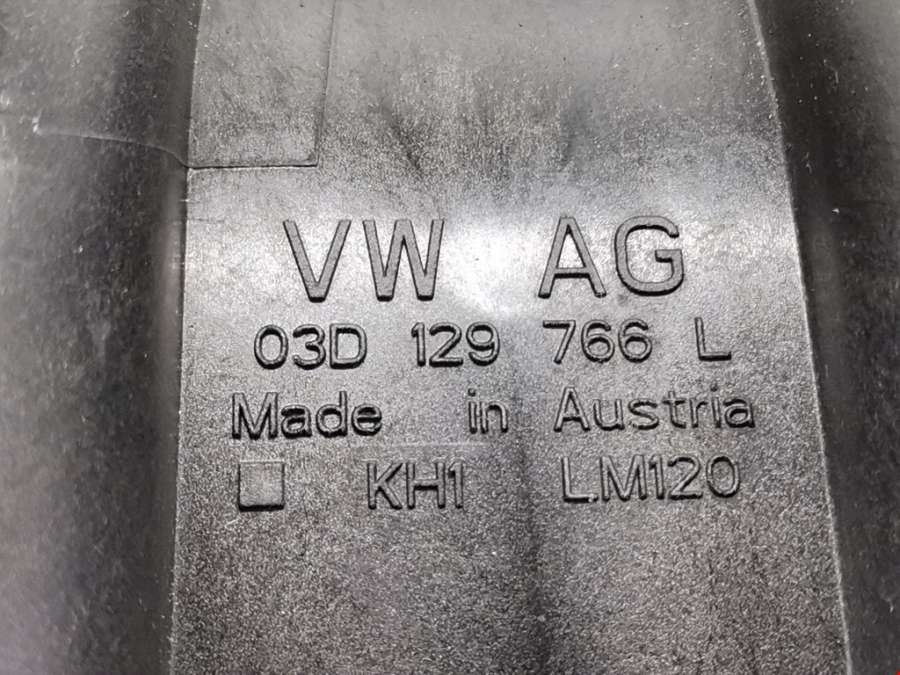 VW AG
03D 129 766 L
Made in Austria
KH1 LM120